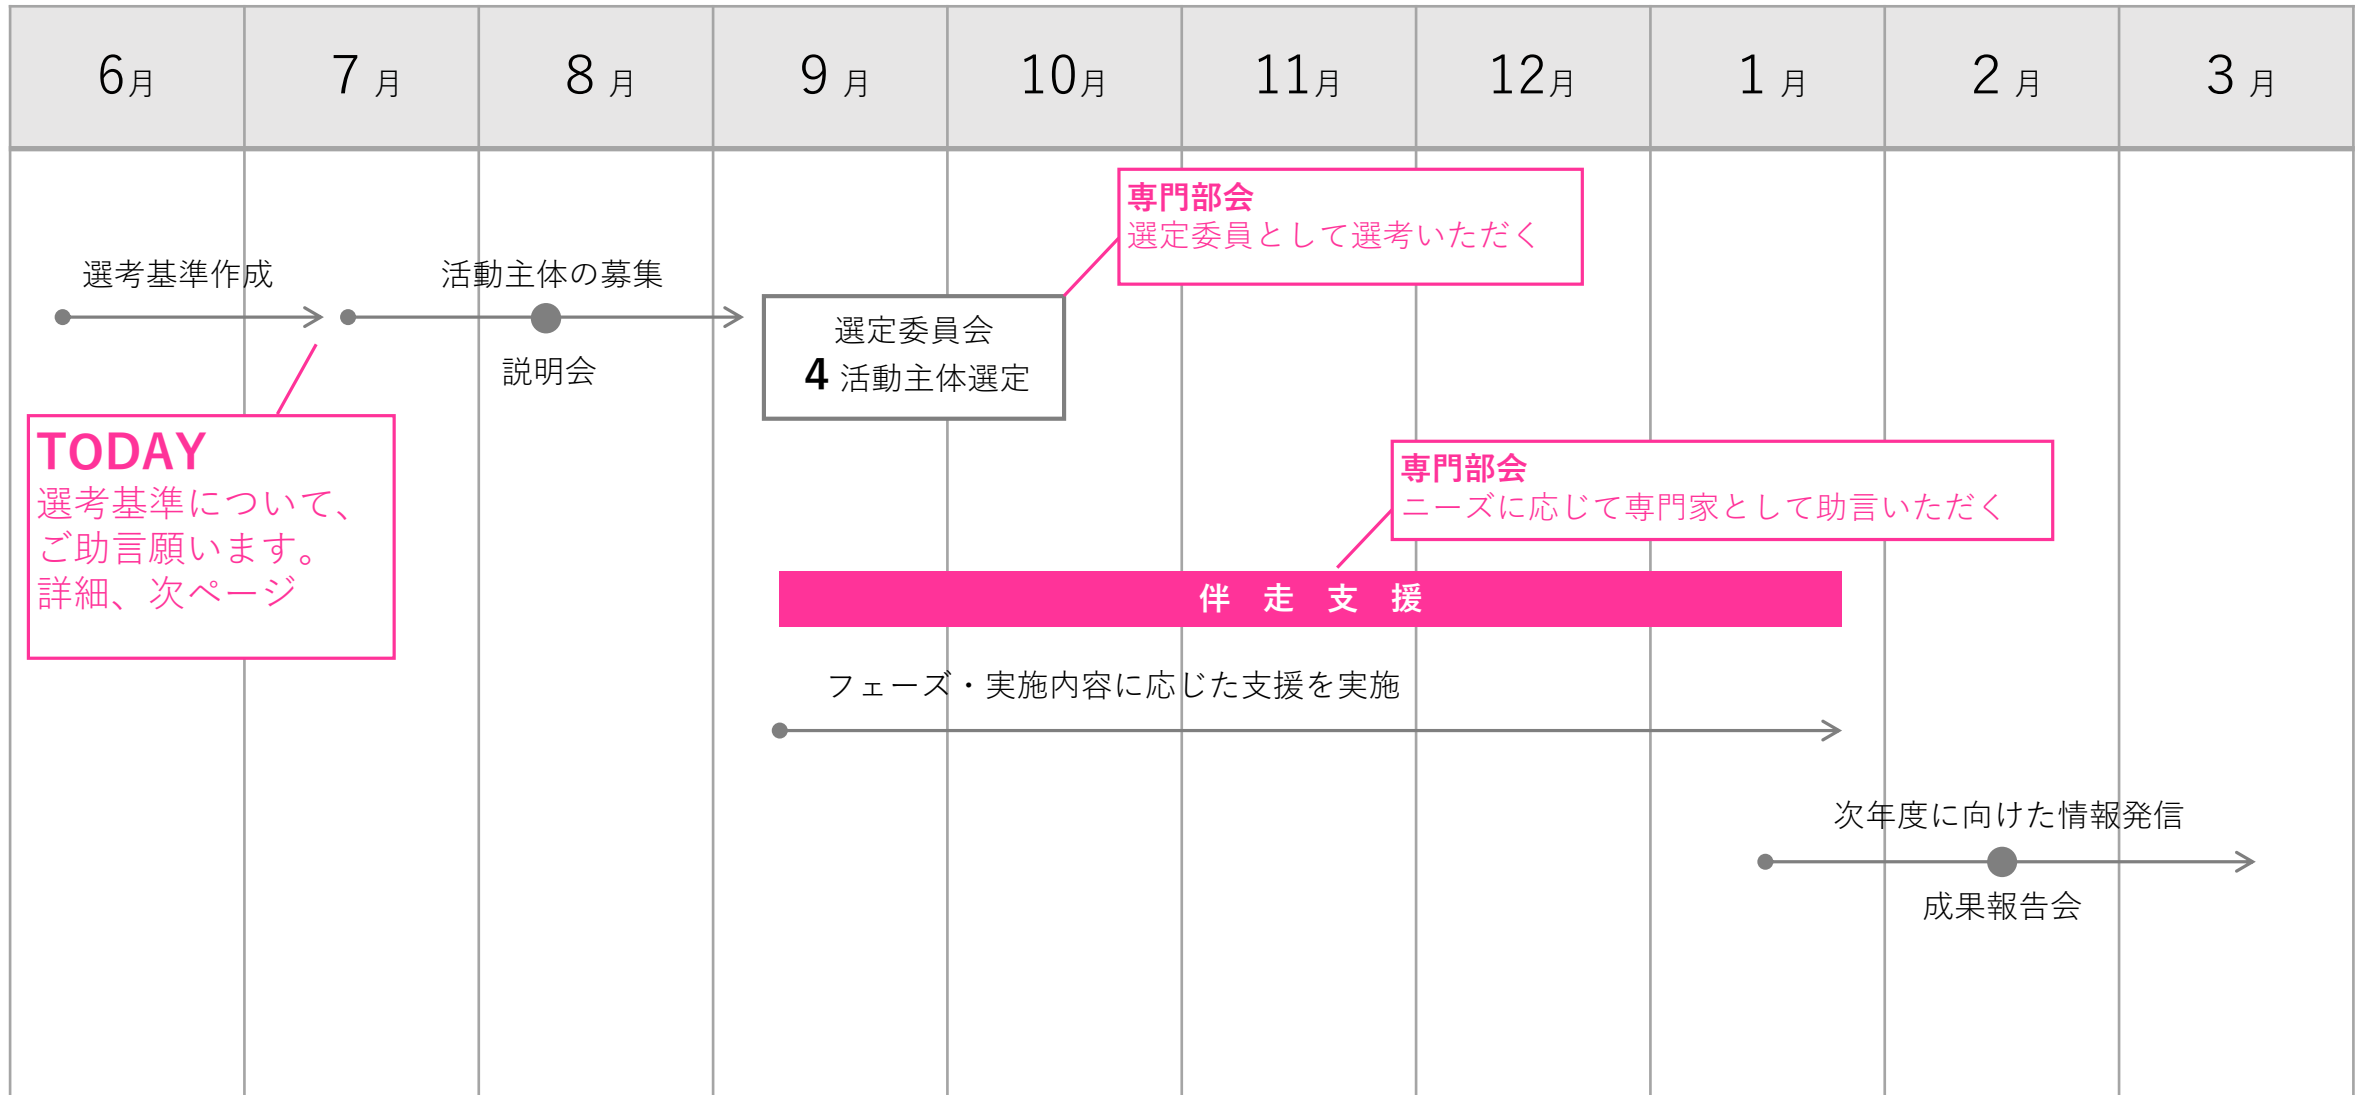 6月 7月 8月 9月 10月 11月 12月 1月 2月 3月
専門部会
選定委員として選考いただく
選考基準作成
活動主体の募集
説明会
選定委員会
4 活動主体選定
TODAY
選考基準について、
ご助言願います。
詳細、次ページ
専門部会
ニーズに応じて専門家として助言いただく
伴 走 支 援
フェーズ・実施内容に応じた支援を実施
次年度に向けた情報発信
成果報告会